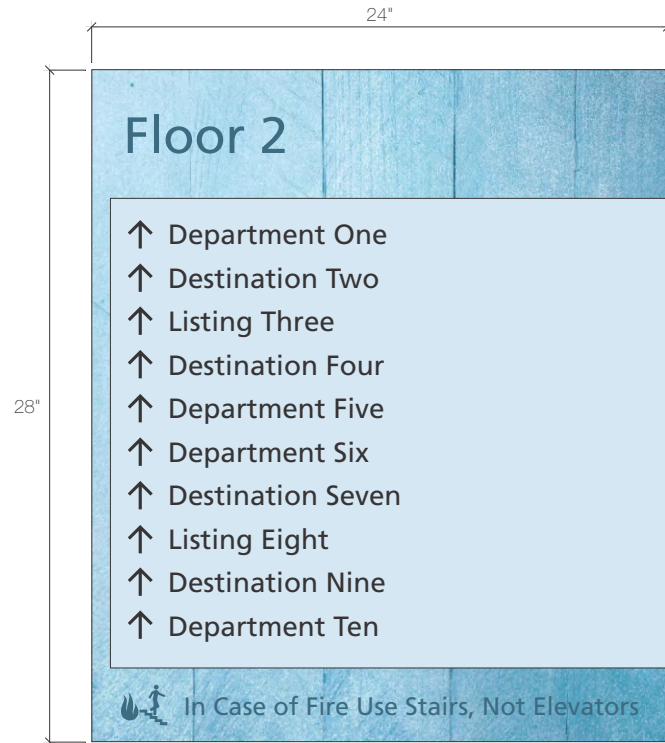 24"
Floor 2
↑ Department One
↑ Destination Two
↑ Listing Three
↑ Destination Four
28"
↑ Department Five
↑ Department Six
↑ Destination Seven
↑ Listing Eight
↑ Destination Nine
↑ Department Ten
In Case of Fire Use Stairs, Not Elevators